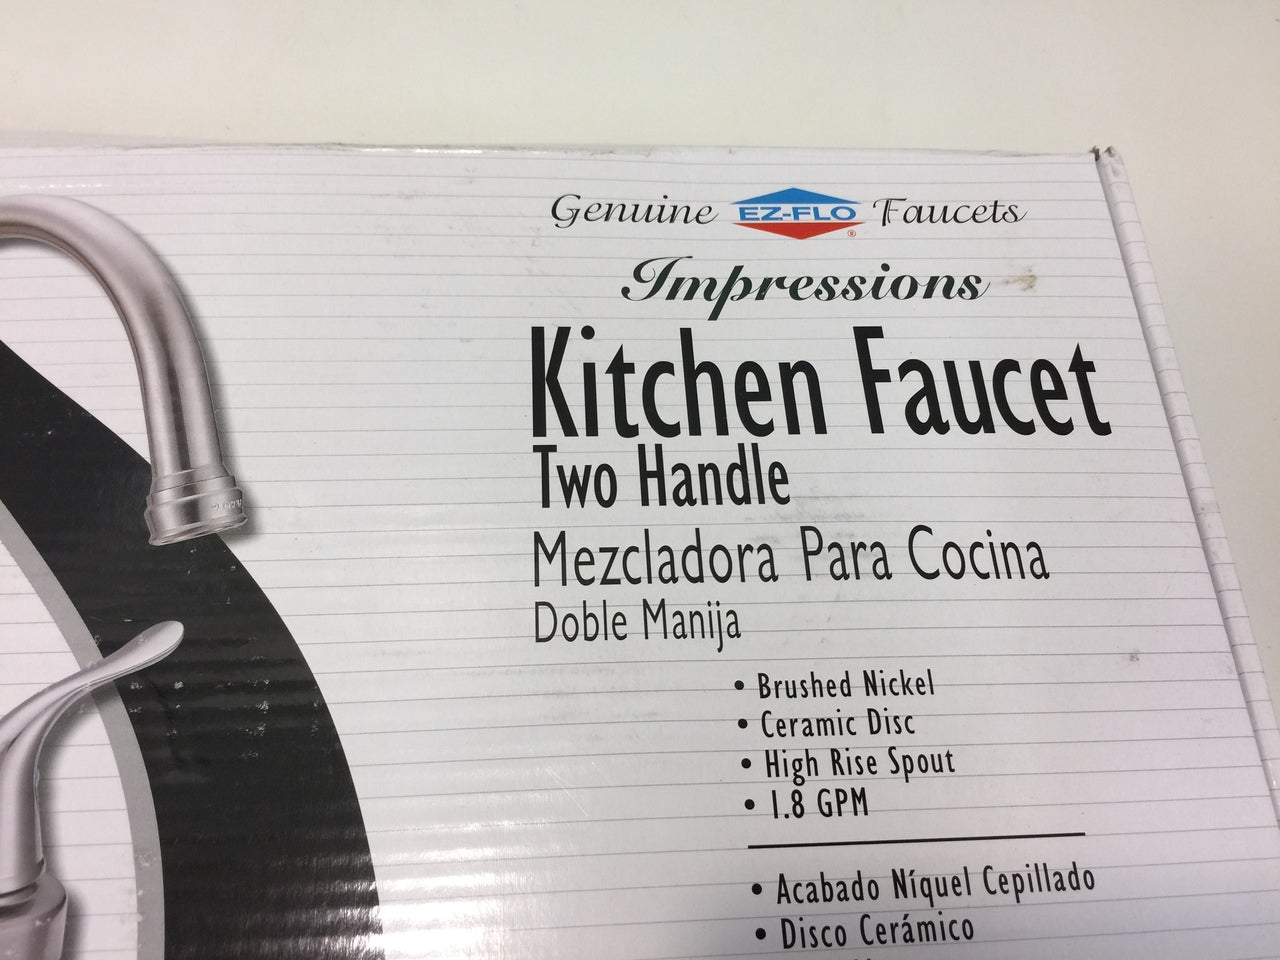 Genuine EZ-FLO® Faucets
Impressions
Kitchen Faucet
Two Handle
Mezcladora Para Cocina
Doble Manija
• Brushed Nickel
• Ceramic Disc
• High Rise Spout
• 1.8 GPM
• Acabado Níquel Cepillado
• Disco Cerámico